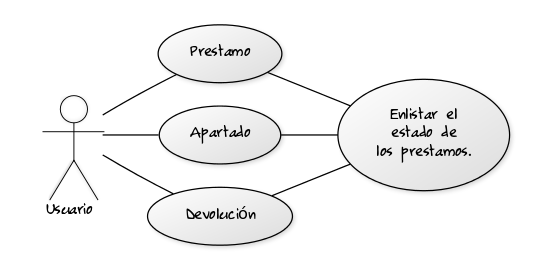 Prestamo
Apartado
Devolución
Usuario
Enlistar el
estado de
los prestamos.